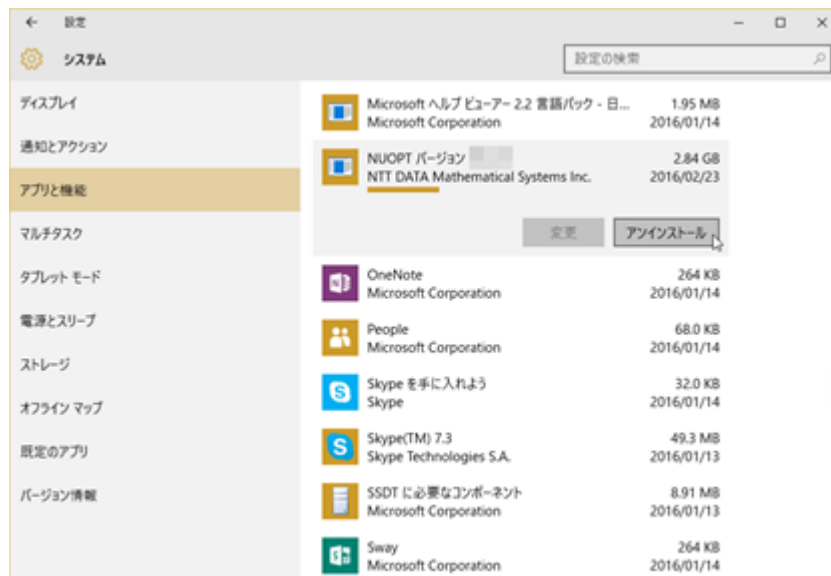 設定
システム
設定の検索
ディスプレイ
通知とアクション
アプリと機能
マルチタスク
タブレット モード
電源とスリープ
ストレージ
オフライン マップ
既定のアプリ
バージョン情報
Microsoft ヘルプ ビューアー 2.2 言語パック - 日... 1.95 MB
Microsoft Corporation 2016/01/14
NUOPT バージョン 2.84 GB
NTT DATA Mathematical Systems Inc. 2016/02/23
変更 アンインストール
OneNote 264 KB
Microsoft Corporation 2016/01/14
People 68.0 KB
Microsoft Corporation 2016/01/14
Skype を手に入れよう 32.0 KB
Skype 2016/01/14
Skype(TM) 7.3 49.3 MB
Skype Technologies S.A. 2016/01/13
SSDT に必要なコンポーネント 8.91 MB
Microsoft Corporation 2016/01/13
Sway 264 KB
Microsoft Corporation 2016/01/14